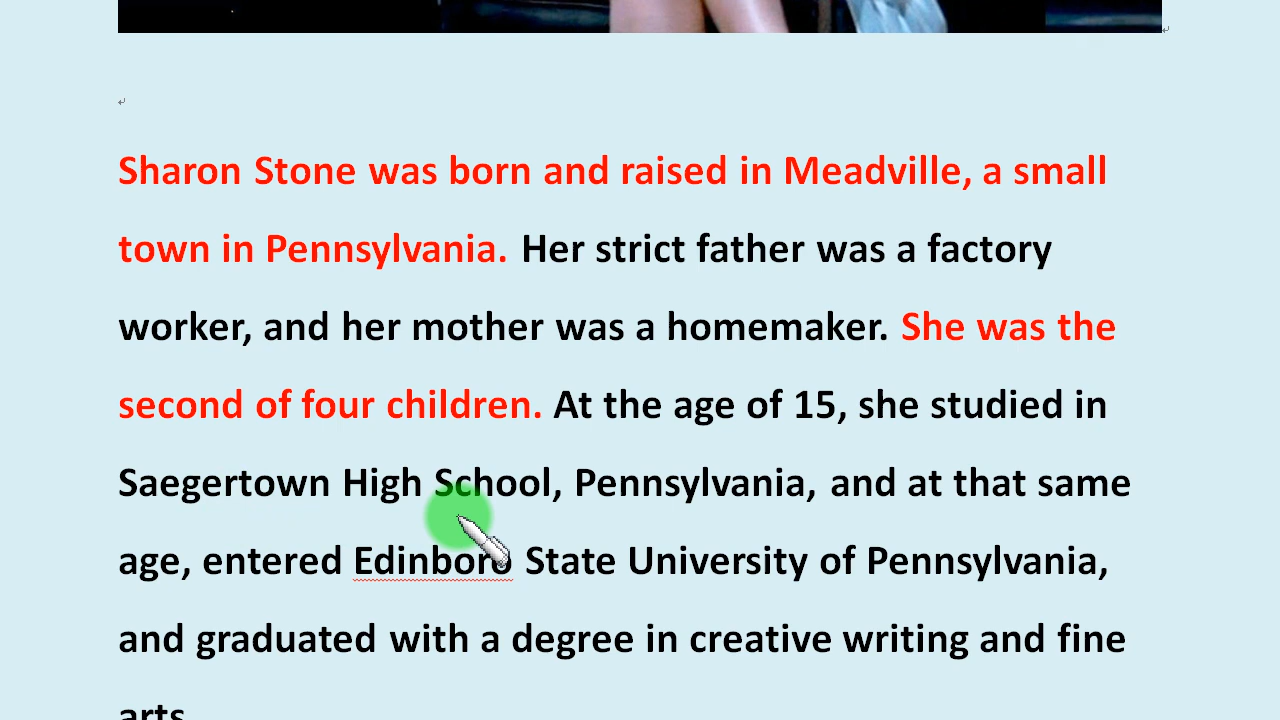 Sharon Stone was born and raised in Meadville, a small
town in Pennsylvania. Her strict father was a factory
worker, and her mother was a homemaker. She was the
second of four children. At the age of 15, she studied in
Saegertown High School, Pennsylvania, and at that same
age, entered Edinboro State University of Pennsylvania,
and graduated with a degree in creative writing and fine
arts.